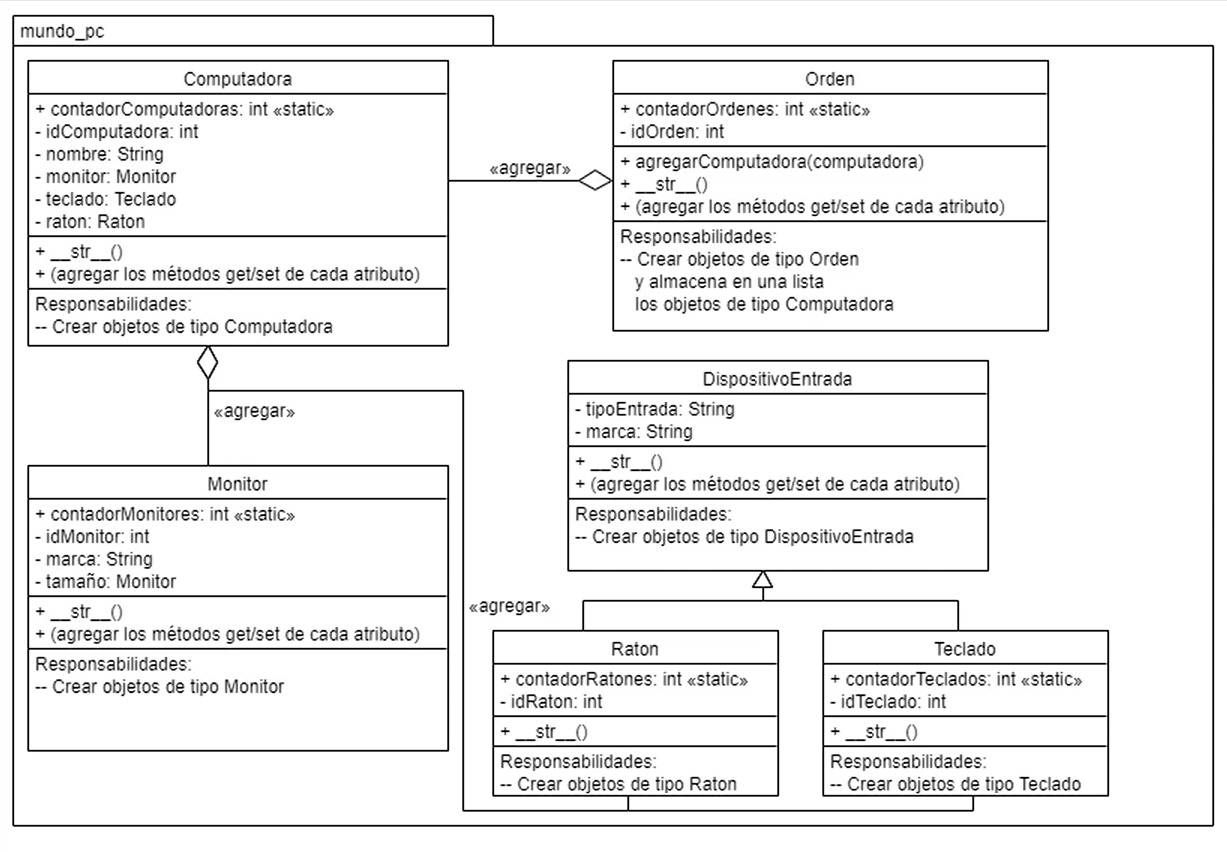 mundo_pc
Computadora
+ contadorComputadoras: int «static»
- idComputadora: int
- nombre: String
- monitor: Monitor
- teclado: Teclado
- raton: Raton
+ __str__()
+ (agregar los métodos get/set de cada atributo)
Responsabilidades:
-- Crear objetos de tipo Computadora
«agregar»
Orden
+ contadorOrdenes: int «static»
- idOrden: int
+ agregarComputadora(computadora)
+ __str__()
+ (agregar los métodos get/set de cada atributo)
Responsabilidades:
-- Crear objetos de tipo Orden
y almacena en una lista
los objetos de tipo Computadora
«agregar»
Monitor
+ contadorMonitores: int «static»
- idMonitor: int
- marca: String
- tamaño: Monitor
+ __str__()
+ (agregar los métodos get/set de cada atributo)
Responsabilidades:
-- Crear objetos de tipo Monitor
DispositivoEntrada
- tipoEntrada: String
- marca: String
+ __str__()
+ (agregar los métodos get/set de cada atributo)
Responsabilidades:
-- Crear objetos de tipo DispositivoEntrada
«agregar»
Raton
+ contadorRatones: int «static»
- idRaton: int
+ __str__()
Responsabilidades:
-- Crear objetos de tipo Raton
Teclado
+ contadorTeclados: int «static»
- idTeclado: int
+ __str__()
Responsabilidades:
-- Crear objetos de tipo Teclado